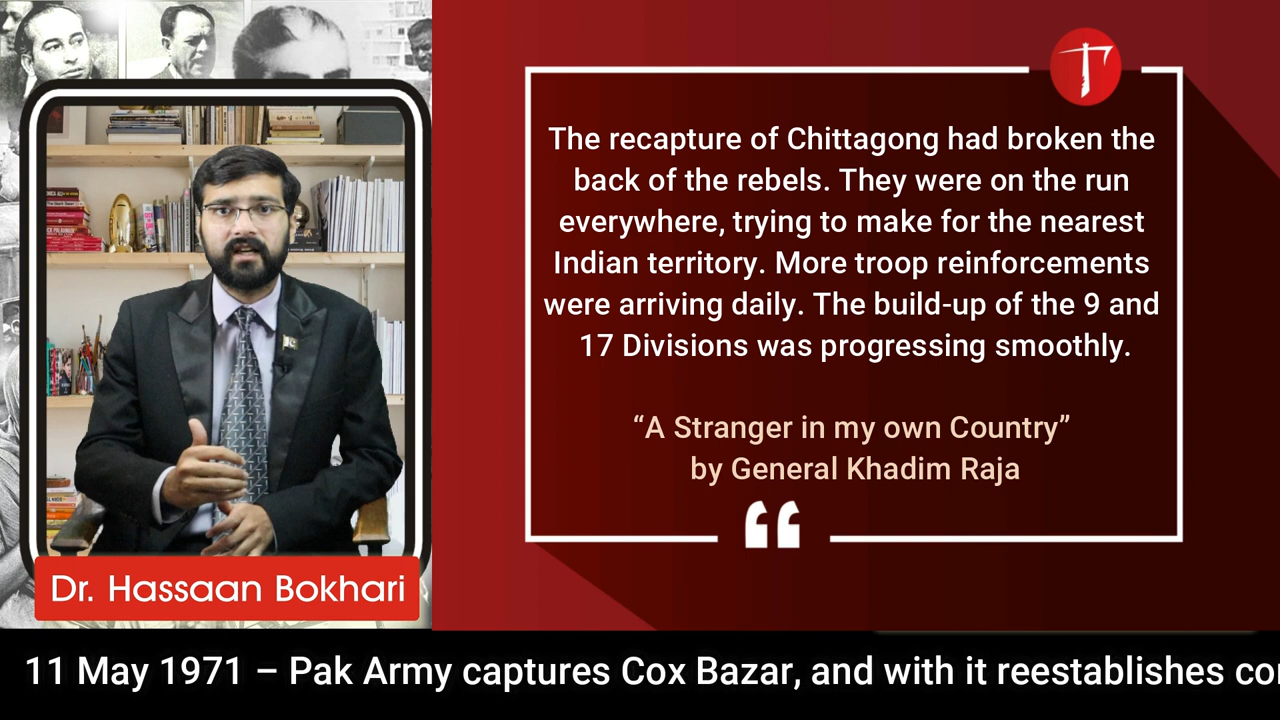 The recapture of Chittagong had broken the
back of the rebels. They were on the run
everywhere, trying to make for the nearest
Indian territory. More troop reinforcements
were arriving daily. The build-up of the 9 and
17 Divisions was progressing smoothly.
“A Stranger in my own Country”
by General Khadim Raja
Dr. Hassaan Bokhari
11 May 1971 – Pak Army captures Cox Bazar, and with it reestablishes